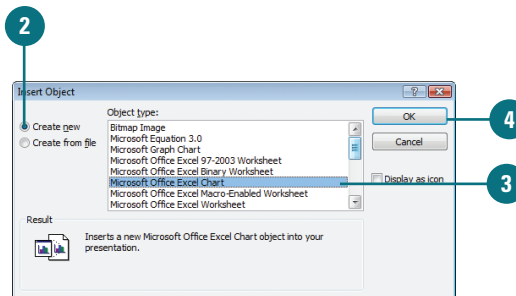 2
Insert Object
Object type:
Create new
Create from file
Bitmap Image
Microsoft Equation 3.0
Microsoft Graph Chart
Microsoft Office Excel 97-2003 Worksheet
Microsoft Office Excel Binary Worksheet
Microsoft Office Excel Chart
Microsoft Office Excel Macro-Enabled Worksheet
Microsoft Office Excel Worksheet
OK
4
Cancel
Display as icon
3
Result
Inserts a new Microsoft Office Excel Chart object into your
presentation.